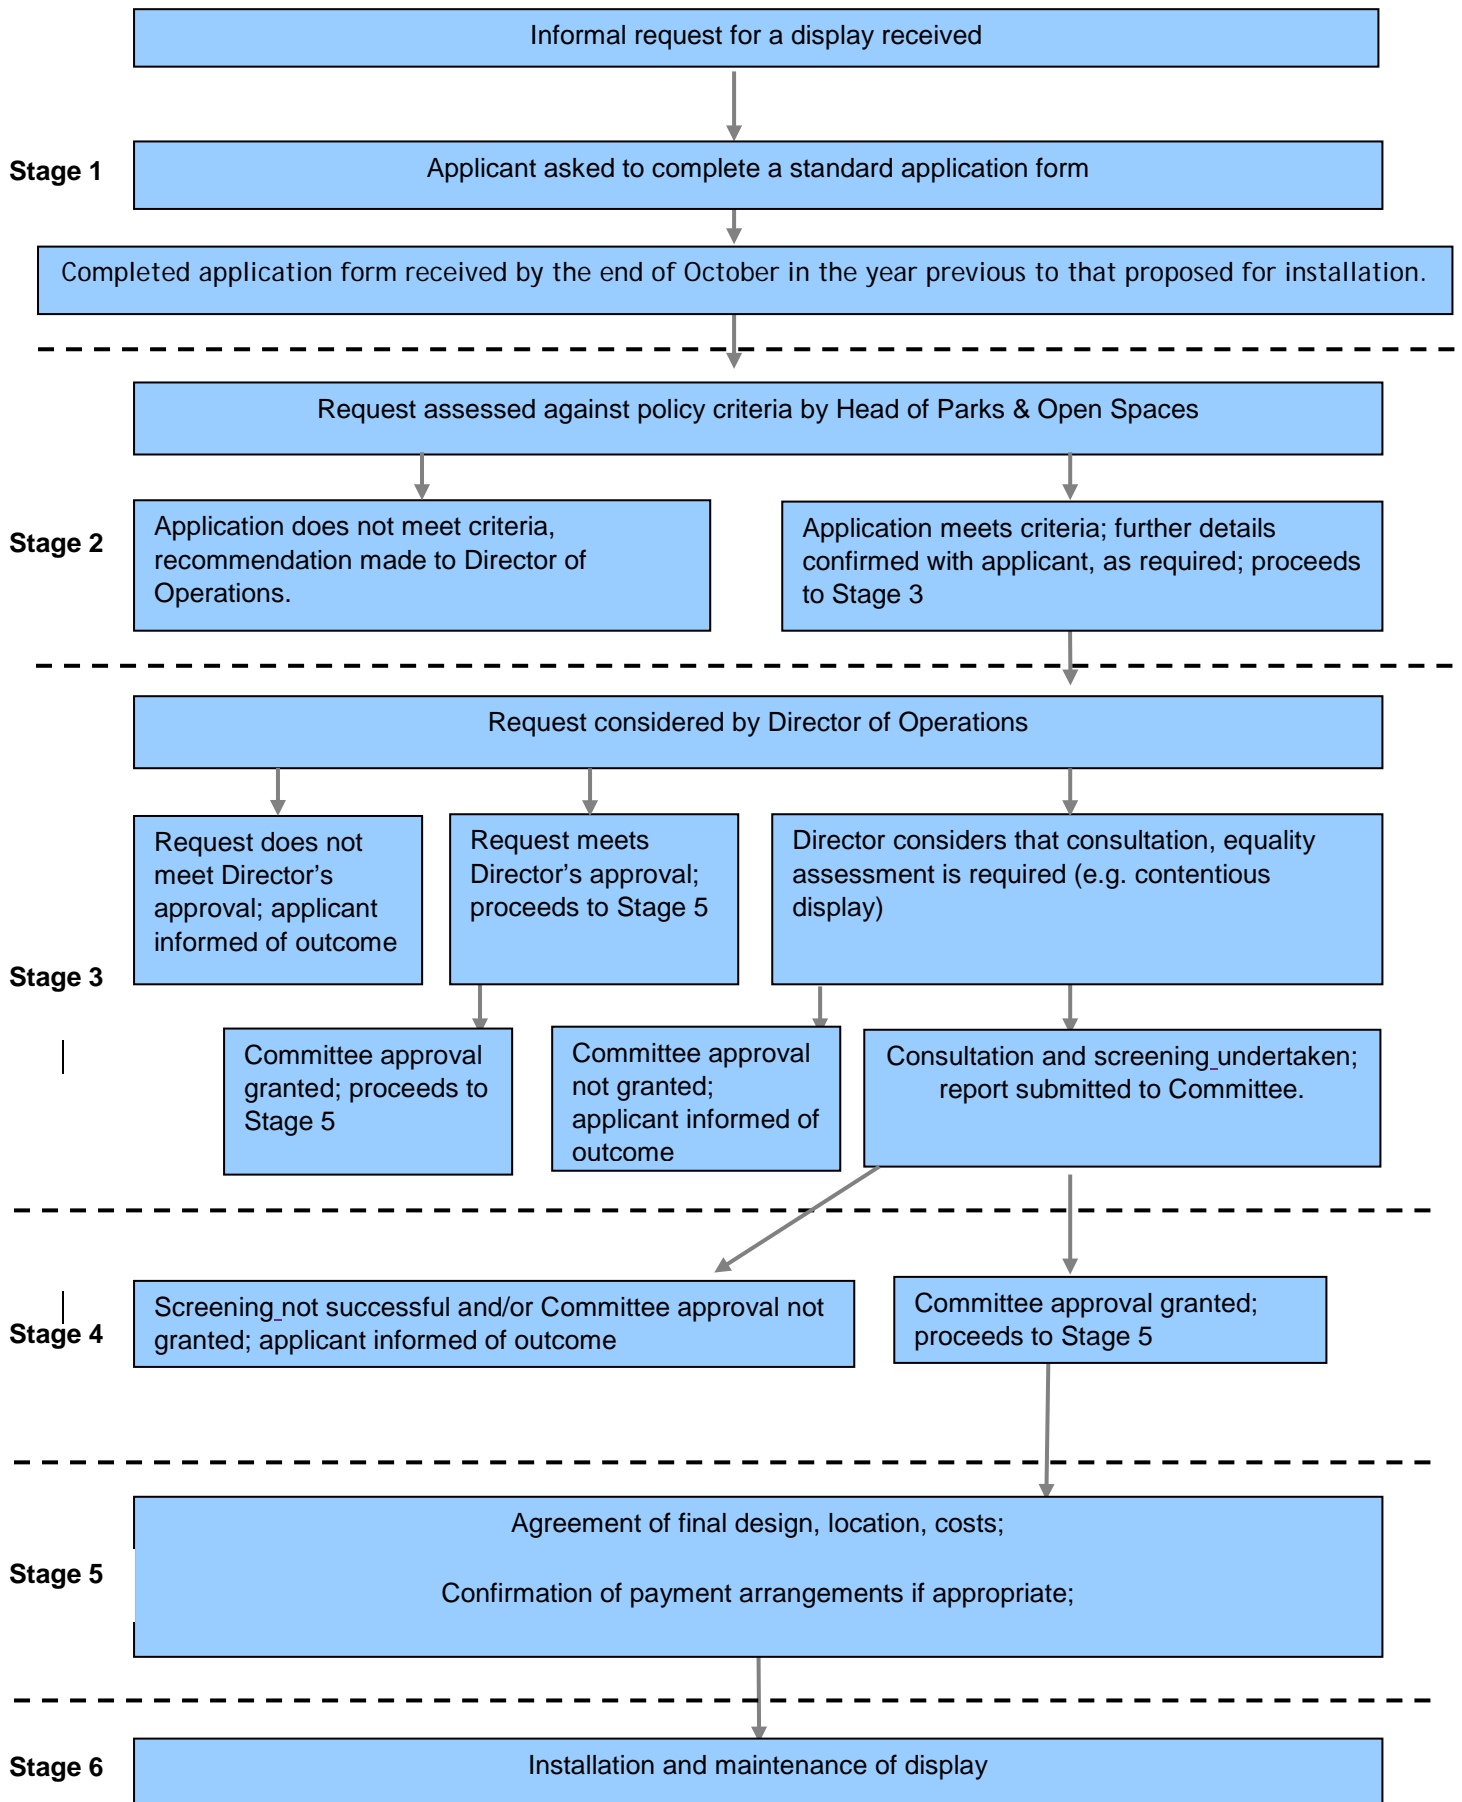 Informal request for a display received
Stage 1
Applicant asked to complete a standard application form
Completed application form received by the end of October in the year previous to that proposed for installation.
Request assessed against policy criteria by Head of Parks & Open Spaces
Stage 2
Application does not meet criteria,
recommendation made to Director of
Operations.
Application meets criteria; further details
confirmed with applicant, as required; proceeds
to Stage 3
Request considered by Director of Operations
Stage 3
Request does not
meet Director’s
approval; applicant
informed of outcome
Request meets
Director’s approval;
proceeds to Stage 5
Director considers that consultation, equality
assessment is required (e.g. contentious
display)
Committee approval
granted; proceeds to
Stage 5
Committee approval
not granted;
applicant informed of
outcome
Consultation and screening undertaken;
report submitted to Committee.
Stage 4
Screening not successful and/or Committee approval not
granted; applicant informed of outcome
Committee approval granted;
proceeds to Stage 5
Stage 5
Agreement of final design, location, costs;
Confirmation of payment arrangements if appropriate;
Stage 6
Installation and maintenance of display